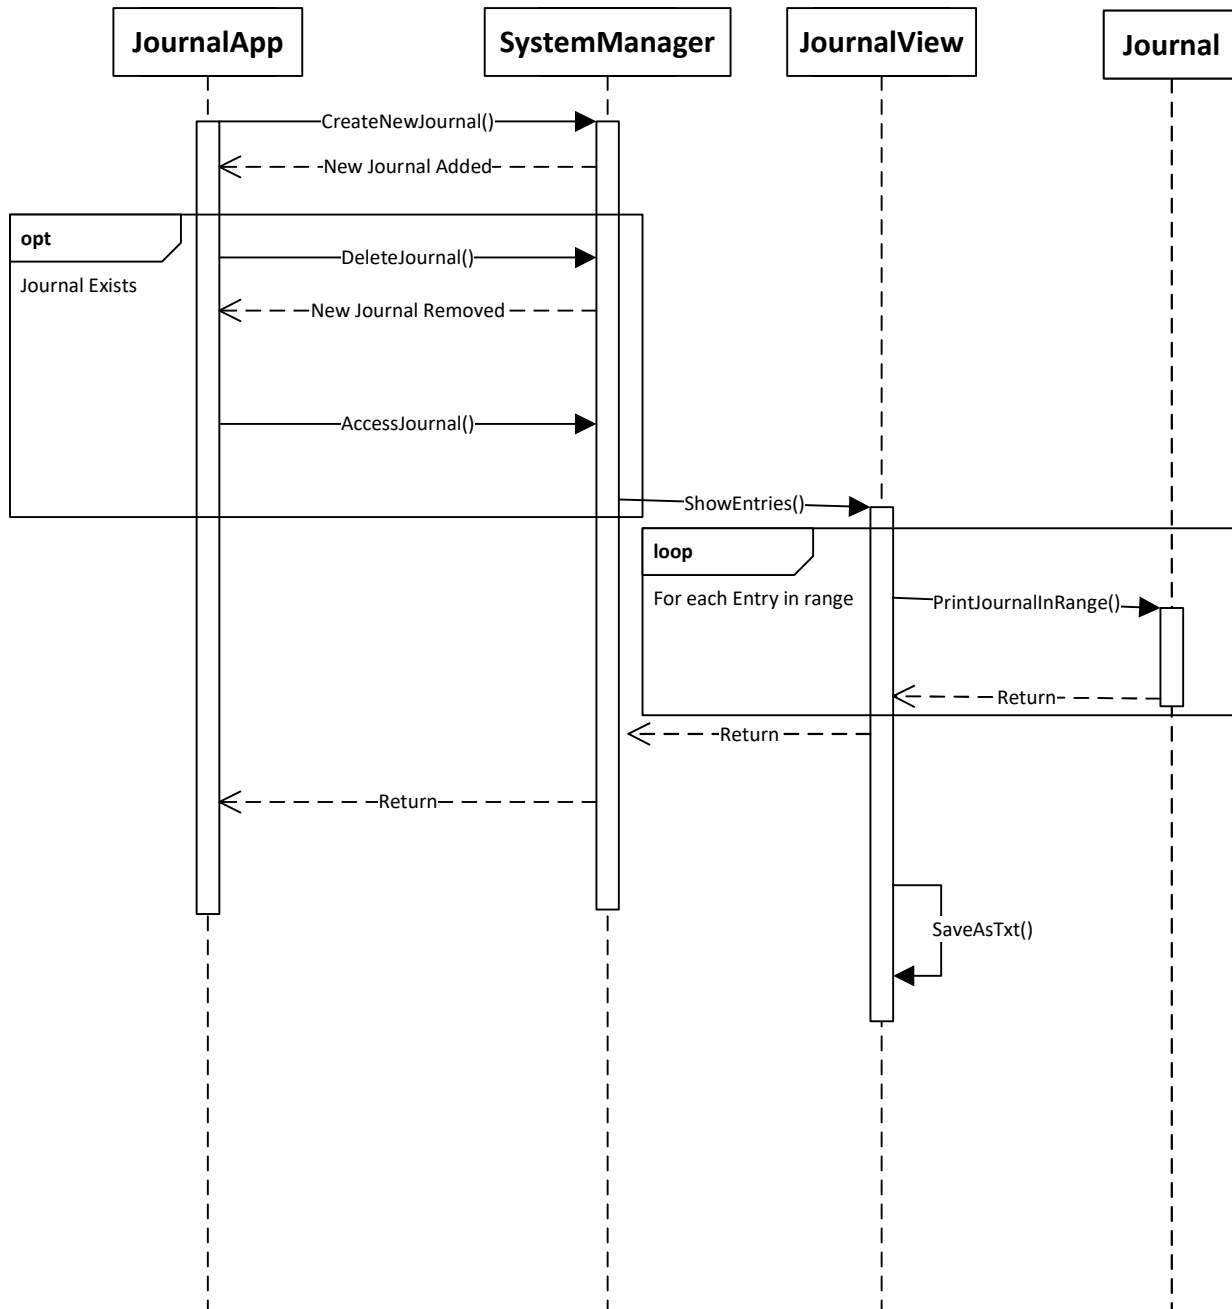 JournalApp
SystemManager
JournalView
Journal
CreateNewJournal()
New Journal Added
opt
Journal Exists
DeleteJournal()
New Journal Removed
AccessJournal()
ShowEntries()
loop
For each Entry in range
PrintJournalInRange()
Return
Return
Return
SaveAsTxt()